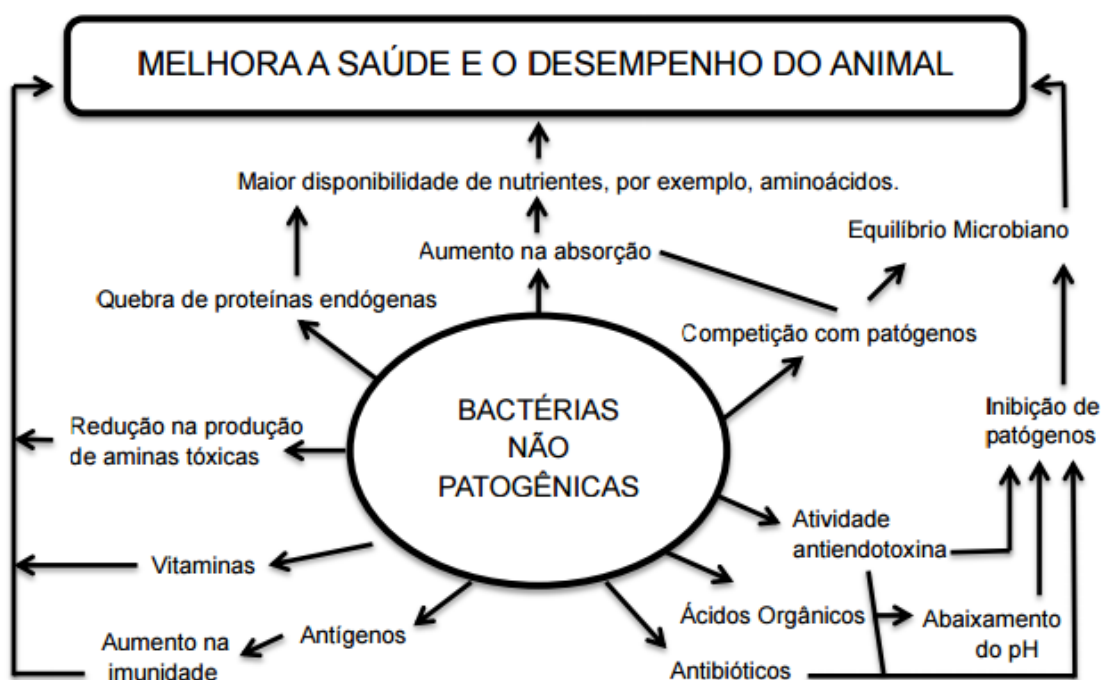 MELHORA A SAÚDE E O DESEMPENHO DO ANIMAL
Maior disponibilidade de nutrientes, por exemplo, aminoácidos.
Aumento na absorção
Equilíbrio Microbiano
Quebra de proteínas endógenas
Competição com patógenos
BACTÉRIAS
NÃO
PATOGÊNICAS
Redução na produção
de aminas tóxicas
Inibição de
patógenos
Atividade
antiendotoxina
Vitaminas
Ácidos Orgânicos
Abaixamento
do pH
Antígenos
Aumento na
imunidade
Antibióticos